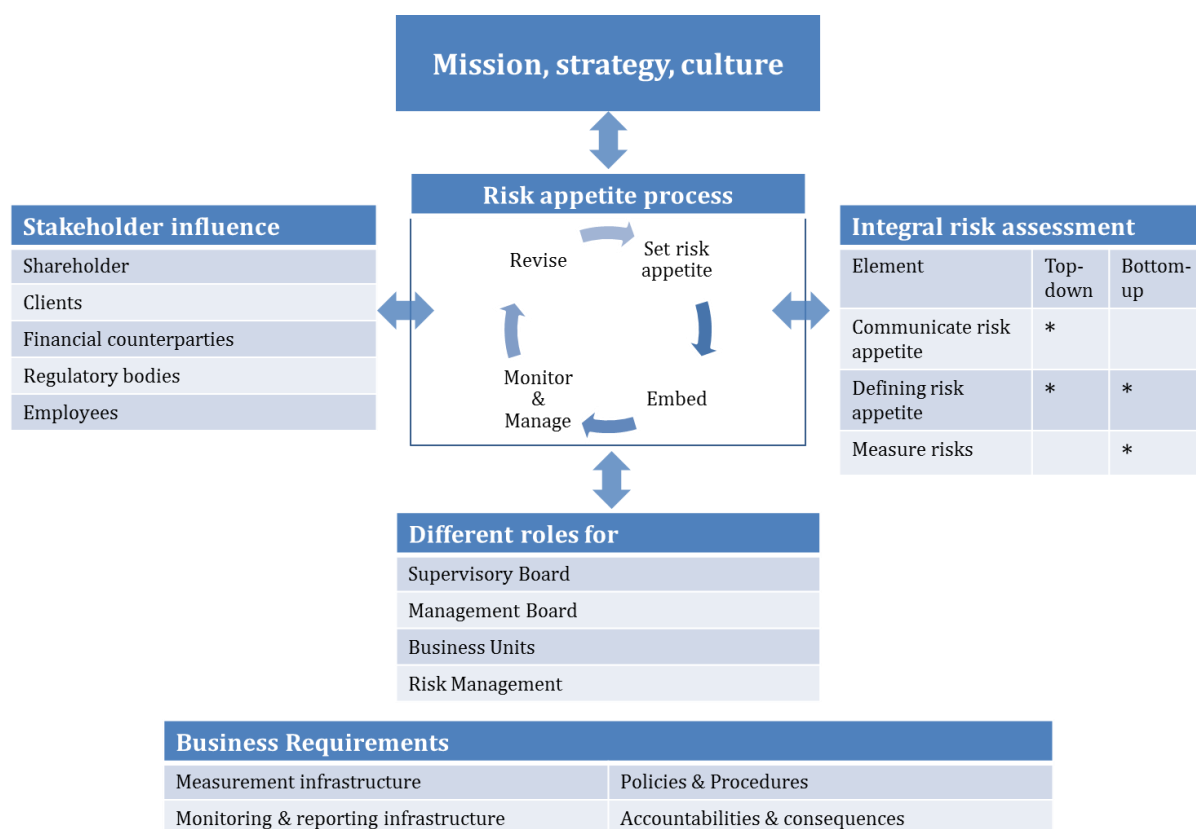 Mission, strategy, culture
Risk appetite process
Revise
Set risk
appetite
Embed
Monitor
&
Manage
Stakeholder influence
Shareholder
Clients
Financial counterparties
Regulatory bodies
Employees
Integral risk assessment
Element Top- Bottom-
down up
Communicate risk *
appetite
Defining risk * *
appetite
Measure risks *
Different roles for
Supervisory Board
Management Board
Business Units
Risk Management
Business Requirements
Measurement infrastructure Policies & Procedures
Monitoring & reporting infrastructure Accountabilities & consequences